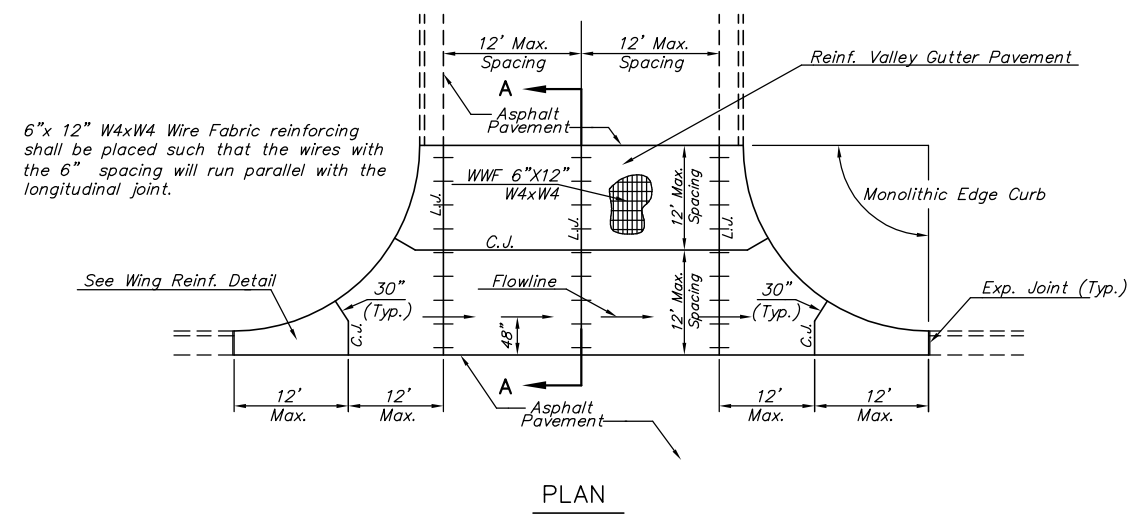 12' Max.
Spacing
12' Max.
Spacing
Reinf. Valley Gutter Pavement
A
Asphalt
Pavement
6"x 12" W4xW4 Wire Fabric reinforcing
shall be placed such that the wires with
the 6" spacing will run parallel with the
longitudinal joint.
WWF 6"X12"
W4xW4
12' Max.
Spacing
Monolithic Edge Curb
L.J.
L.J.
L.J.
C.J.
See Wing Reinf. Detail
30"
(Typ.)
Flowline
12' Max.
Spacing
30"
(Typ.)
Exp. Joint (Typ.)
C.J.
48"
C.J.
A
12'
Max.
12'
Max.
Asphalt
Pavement
12'
Max.
12'
Max.
PLAN